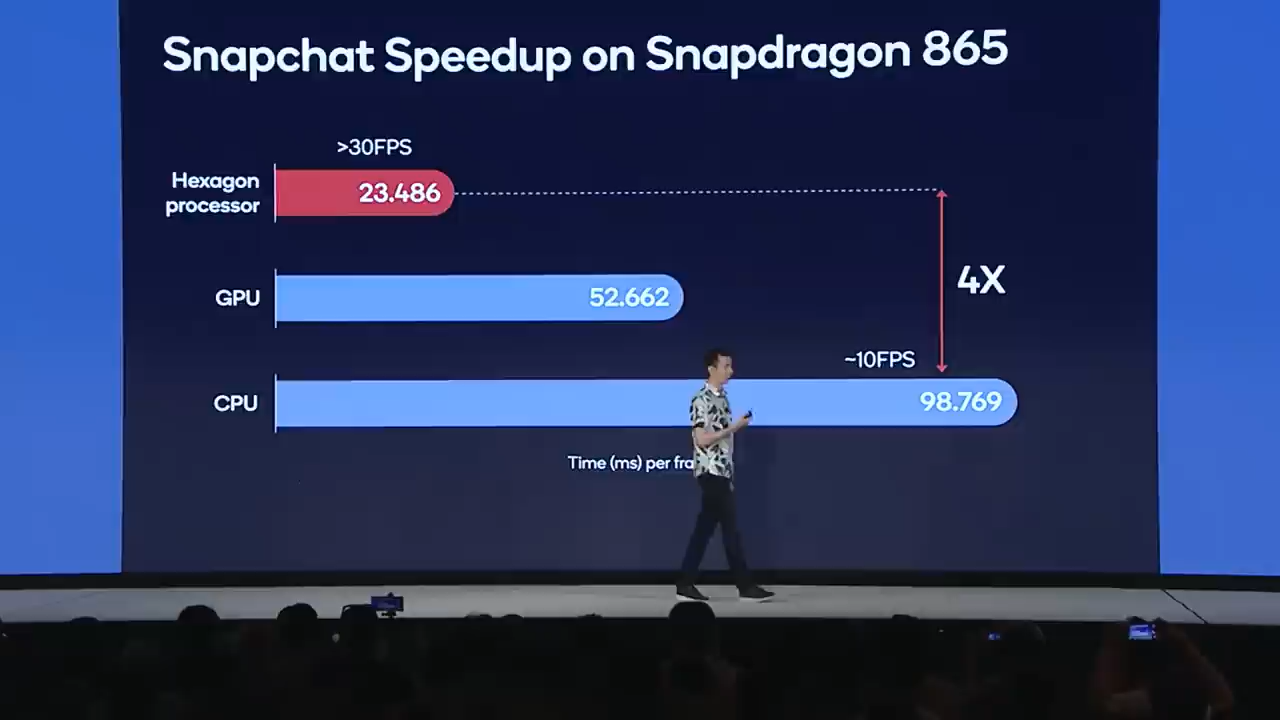 Snapchat Speedup on Snapdragon 865
>30FPS
Hexagon
processor
23.486
4X
GPU
52.662
~10FPS
CPU
98.769
Time (ms) per